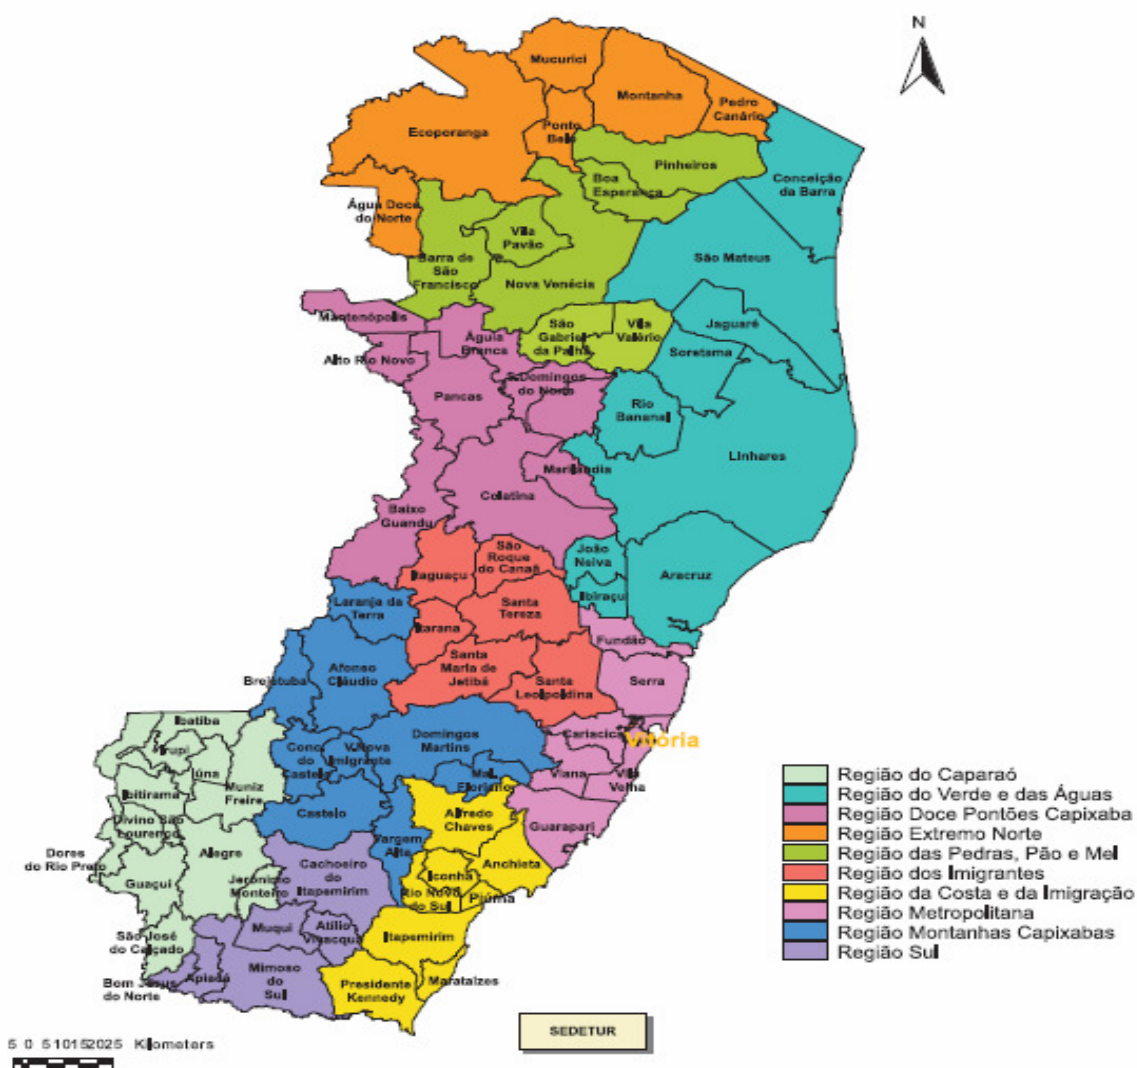 N
Mucurici
Montanha
Pedro
Canário
Ecoporanga
Ponto
Belo
Pinheiros
Boa
Esperança
Conceição
da Barra
Água Doce
do Norte
Vila
Pavão
Barra de
São
Francisco
Nova Venécia
São Mateus
Mantenópolis
Águia
Branca
São
Gabriel
da Palha
Vila
Valério
Jaguaré
Alto Rio Novo
Soretama
Pancas
S.Domingos
do Norte
Rio
Bananal
Linhares
Marilândia
Colatina
Baixo
Guandu
São
Roque
do Canaã
João
Neiva
Itaguaçu
Aracruz
Ibiraçu
Laranja da
Terra
Santa
Tereza
Itarana
Fundão
Santa
Maria de
Jetibá
Afonso
Cláudio
Brejetuba
Santa
Leolpoldina
Serra
Ibatiba
Irupi
Iúna
Conc.
do
Castelo
V.Nova
Imigrante
Domingos
Martins
Cariacica
Vitória
Viana
Vila
Velha
Mal.
Floriano
Muniz
Freire
Ibitirama
Castelo
Divino São
Lourenço
Alfredo
Chaves
Guarapari
Vargem
Alta
Dores
do Rio Preto
Alegre
Cachoeiro
do
Itapemirim
Anchieta
Iconha
Guaçuí
Jerônimo
Monteiro
Rio Novo
do Sul
Piúma
São José
do Calçado
Muqui
Atílio
Vivacqua
Itapemirim
Bom Jesus
do Norte
Apiacá
Mimoso
do
Sul
Presidente
Kennedy
Marataízes
Região do Caparaó
Região do Verde e das Águas
Região Doce Pontões Capixaba
Região Extremo Norte
Região das Pedras, Pão e Mel
Região dos Imigrantes
Região da Costa e da Imigração
Região Metropolitana
Região Montanhas Capixabas
Região Sul
SEDETUR
5 0 510152025 Kilometers